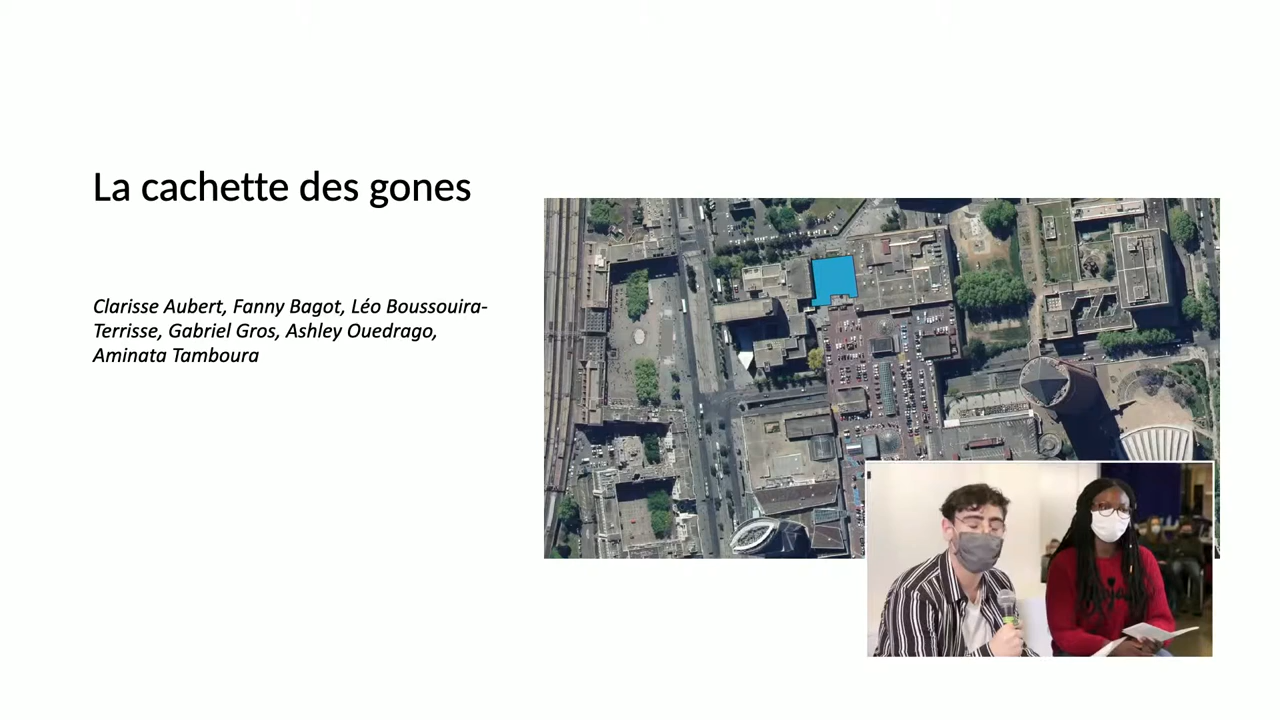 La cachette des gones
Clarisse Aubert, Fanny Bagot, Léo Boussouira-
Terrisse, Gabriel Gros, Ashley Ouedrago,
Aminata Tamboura